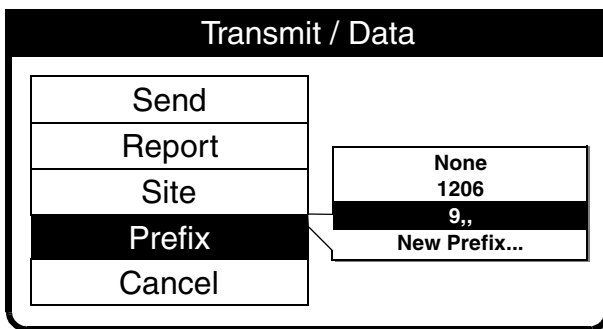 Transmit / Data
Send
Report
Site
Prefix
Cancel
None
1206
9,,
New Prefix...